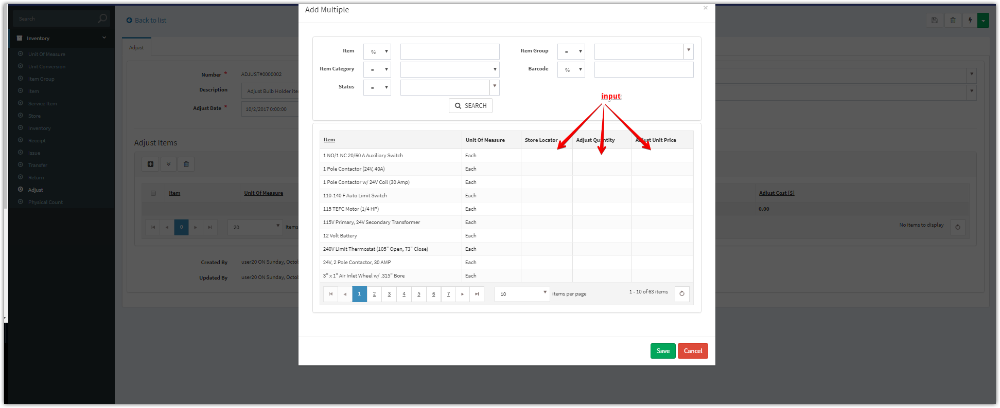 Add Multiple
×
Search
Back to list
Inventory
Unit Of Measure
Unit Conversion
Item Group
Item
Service Item
Store
Inventory
Receipt
Issue
Transfer
Return
Adjust
Physical Count
Adjust
Number *
ADJUST#0000002
Description
Adjust Bulb Holder
Adjust Date *
10/2/2017 0:00:00
Adjust Items
Item
Unit Of Measure
Adjust Cost [$]
0.00
0
20
items
No items to display
Created By
user20 ON Sunday,
Updated By
user20 ON Sunday,
Item
%
Item Group
=
Item Category
=
Barcode
%
Status
=
SEARCH
input
Item Unit Of Measure Store Locator Adjust Quantity Adjust Unit Price
1 NO/1 NC 20/60 A Auxiliary Switch Each
1 Pole Contactor (24V, 40A) Each
1 Pole Contactor w/ 24V Coil (30 Amp) Each
110-140 F Auto Limit Switch Each
115 TEFC Motor (1/4 HP) Each
115V Primary, 24V Secondary Transformer Each
12 Volt Battery Each
240V Limit Thermostat (105" Open, 73" Close) Each
24V, 2 Pole Contactor, 30 AMP Each
3" x 1" Air Inlet Wheel w/ .315" Bore Each
1 2 3 4 5 6 7 10 items per page 1 - 10 of 63 items
Save
Cancel